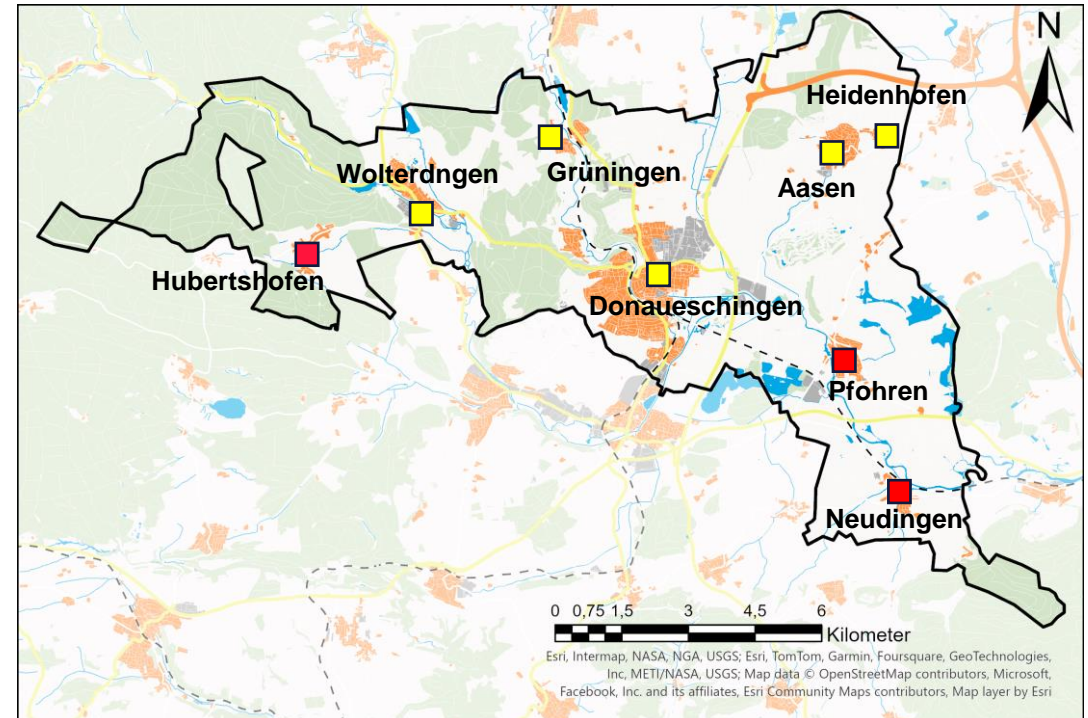 N
Heidenhofen
Wolterdngen
Grüningen
Aasen
Hubertshofen
Donaueschingen
Pfohren
Neudingen
0 0,75 1,5 3 4,5 6
Kilometer
Esri, Intermap, NASA, NGA, USGS; Esri, TomTom, Garmin, Foursquare, GeoTechnologies,
Inc, METI/NASA, USGS; Map data © OpenStreetMap contributors, Microsoft,
Facebook, Inc. and its affiliates, Esri Community Maps contributors, Map layer by Esri